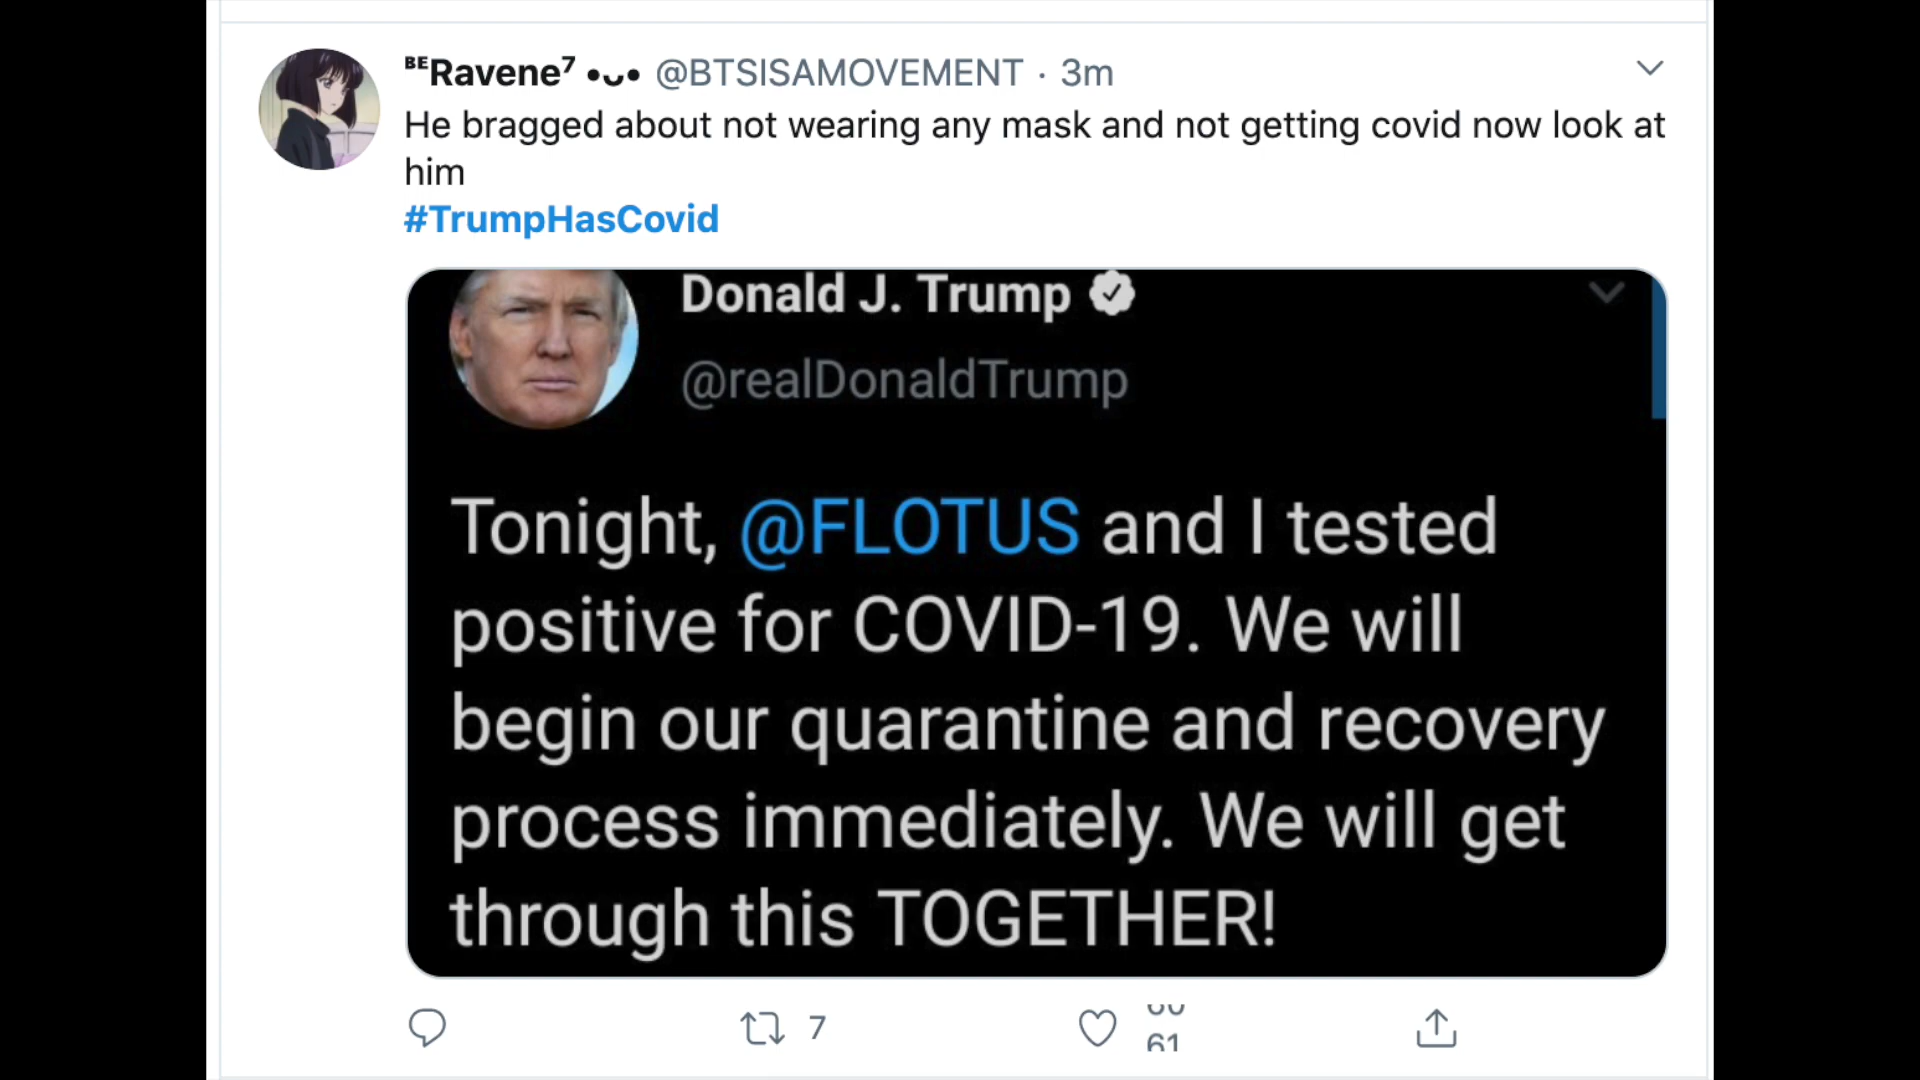 ᴮᴱRavene⁷ •ᴗ• @BTSISAMOVEMENT · 3m
He bragged about not wearing any mask and not getting covid now look at
him
#TrumpHasCovid
Donald J. Trump
@realDonaldTrump
Tonight, @FLOTUS and I tested
positive for COVID-19. We will
begin our quarantine and recovery
process immediately. We will get
through this TOGETHER!
7
61